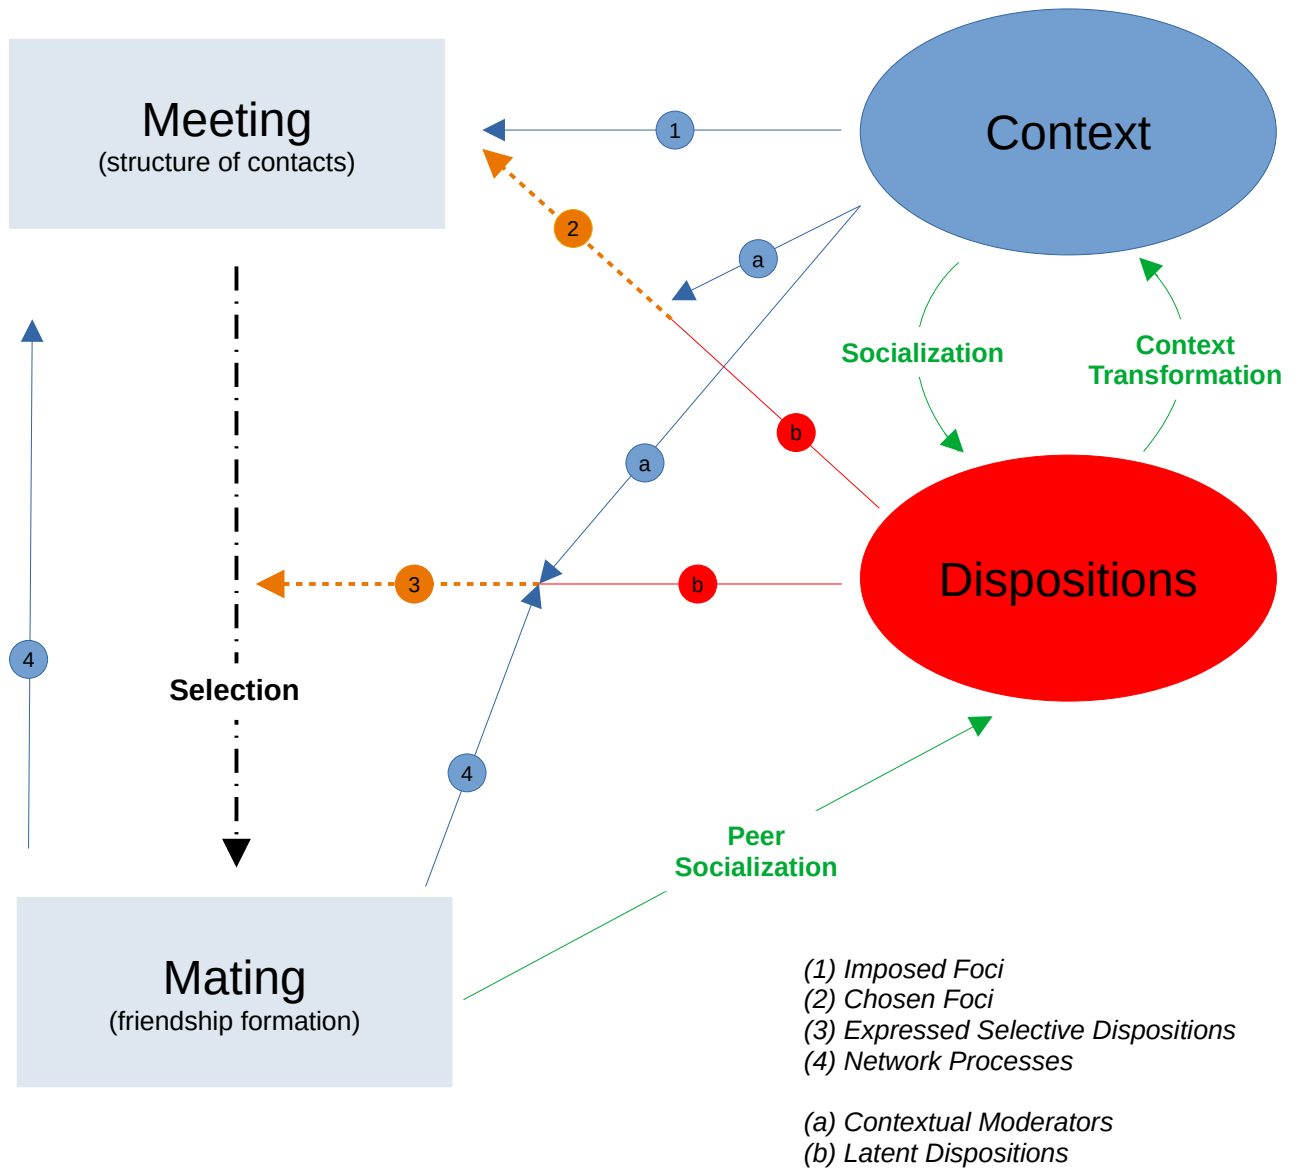 Meeting
(structure of contacts)
1
Context
2
a
Socialization
Context
Transformation
b
a
3
b
Dispositions
4
Selection
4
Peer
Socialization
Mating
(friendship formation)
(1) Imposed Foci
(2) Chosen Foci
(3) Expressed Selective Dispositions
(4) Network Processes
(a) Contextual Moderators
(b) Latent Dispositions